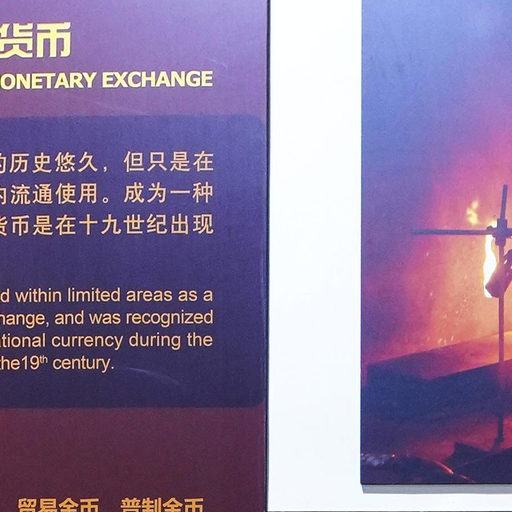 货币
ONETARY EXCHANGE
的历史悠久，但只是在
内流通使用。成为一种
货币是在十九世纪出现
d within limited areas as a
hange, and was recognized
ational currency during the
the19th century.
贸易金币 普制金币